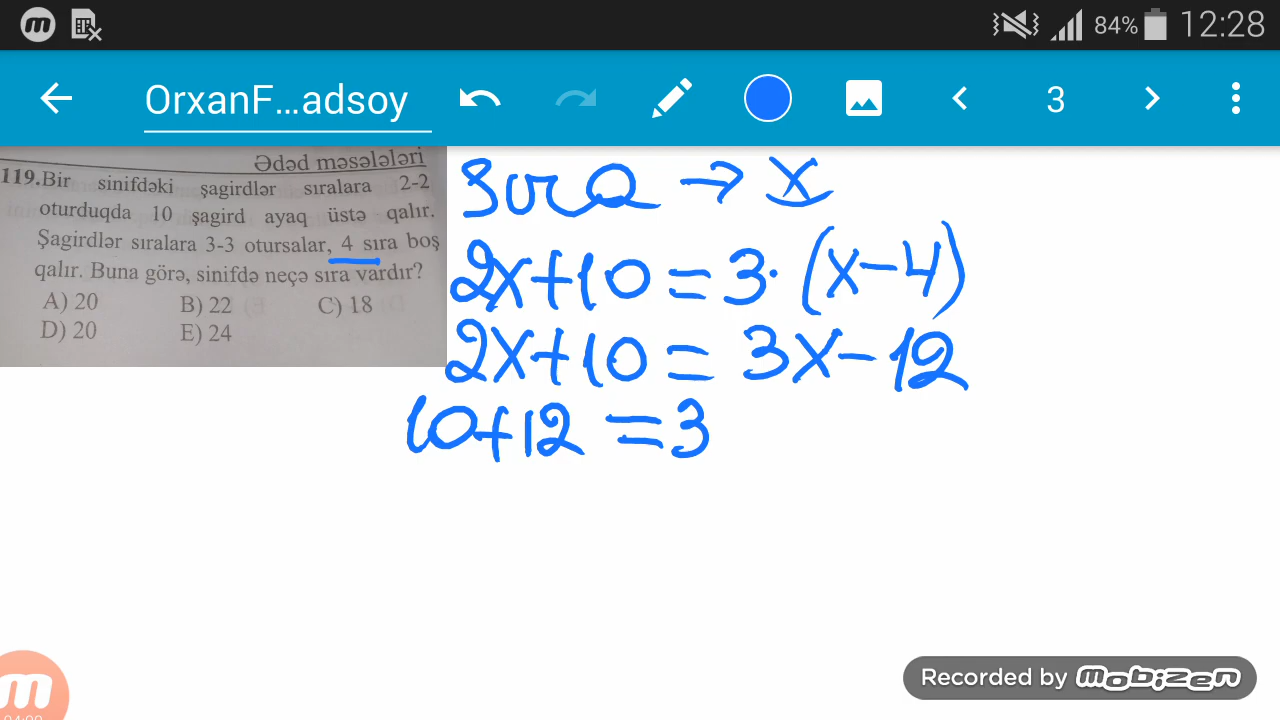 84% 12:28
OrxanF...adsoy 3
Ədəd məsələləri
119. Bir sinifdəki şagirdlər sıralara 2-2
oturduqda 10 şagird ayaq üstə qalır.
Şagirdlər sıralara 3-3 otursalar, 4 sıra boş
qalır. Buna görə, sinifdə neçə sıra vardır?
A) 20 B) 22 C) 18
D) 20 E) 24
Sıra → x
2x+10=3·(x-4)
2x+10=3x-12
10+12=3
Recorded by mobizen